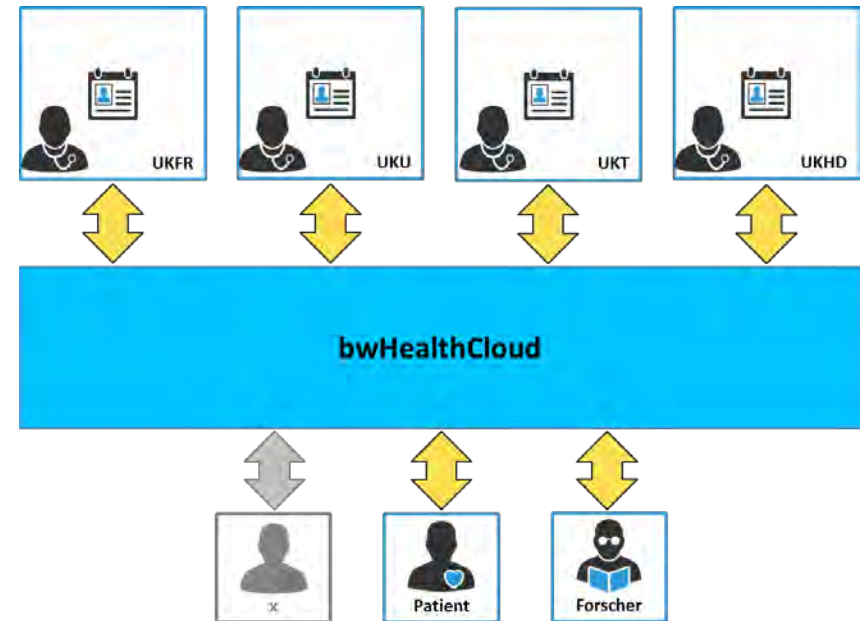 UKFR
UKU
UKT
UKHD
bwHealthCloud
x
Patient
Forscher